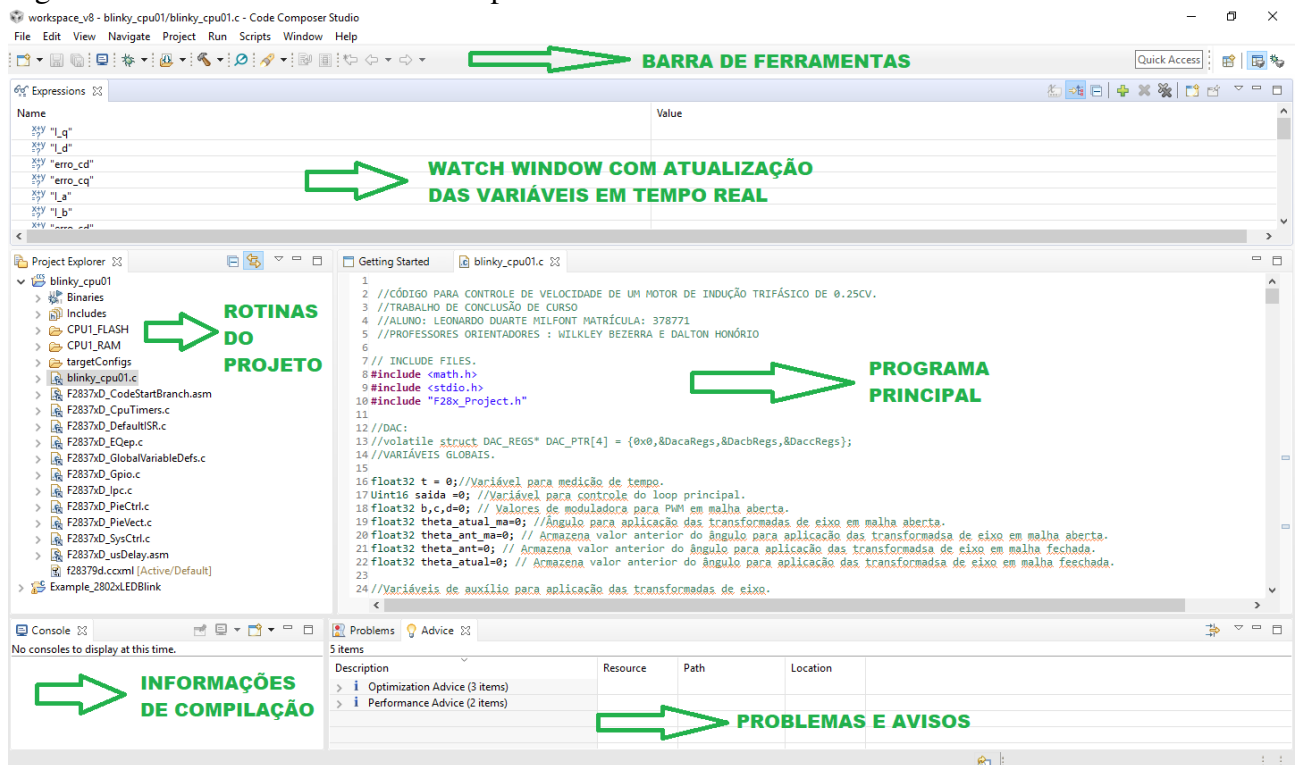 workspace_v8 - blinky_cpu01/blinky_cpu01.c - Code Composer Studio
File Edit View Navigate Project Run Scripts Window Help
BARRA DE FERRAMENTAS
Quick Access
Expressions
Name Value
"I_q"
"I_d"
"erro_cd"
"erro_cq"
"I_a"
"I_b"
WATCH WINDOW COM ATUALIZAÇÃO
DAS VARIÁVEIS EM TEMPO REAL
Project Explorer
blinky_cpu01
Binaries
Includes
CPU1_FLASH
CPU1_RAM
targetConfigs
blinky_cpu01.c
F2837xD_CodeStartBranch.asm
F2837xD_CpuTimers.c
F2837xD_DefaultISR.c
F2837xD_EQep.c
F2837xD_GlobalVariableDefs.c
F2837xD_Gpio.c
F2837xD_Ipc.c
F2837xD_PieCtrl.c
F2837xD_PieVect.c
F2837xD_SysCtrl.c
F2837xD_usDelay.asm
f28379d.ccxml [Active/Default]
Example_2802xLEDBlink
ROTINAS
DO
PROJETO
Getting Started blinky_cpu01.c
1
2 //CÓDIGO PARA CONTROLE DE VELOCIDADE DE UM MOTOR DE INDUÇÃO TRIFÁSICO DE 0.25CV.
3 //TRABALHO DE CONCLUSÃO DE CURSO
4 //ALUNO: LEONARDO DUARTE MILFONT MATRÍCULA: 378771
5 //PROFESSORES ORIENTADORES : WILKLEY BEZERRA E DALTON HONÓRIO
6
7 // INCLUDE FILES.
8 #include <math.h>
9 #include <stdio.h>
10 #include "F28x_Project.h"
11
12 //DAC:
13 //volatile struct DAC_REGS* DAC_PTR[4] = {0x0,&DacaRegs,&DacbRegs,&DaccRegs};
14 //VARIÁVEIS GLOBAIS.
15
16 float32 t = 0;//Variável para medição de tempo.
17 Uint16 saida =0; //Variável para controle do loop principal.
18 float32 b,c,d=0; // Valores de moduladora para PWM em malha aberta.
19 float32 theta_atual_ma=0; //Ângulo para aplicação das transformadas de eixo em malha aberta.
20 float32 theta_ant_ma=0; // Armazena valor anterior do ângulo para aplicação das transformadsa de eixo em malha aberta.
21 float32 theta_ant=0; // Armazena valor anterior do ângulo para aplicação das transformadsa de eixo em malha fechada.
22 float32 theta_atual=0; // Armazena valor anterior do ângulo para aplicação das transformadsa de eixo em malha feechada.
23
24 //Variáveis de auxílio para aplicação das transformadas de eixo.
PROGRAMA
PRINCIPAL
Console
No consoles to display at this time.
INFORMAÇÕES
DE COMPILAÇÃO
Problems Advice
5 items
Description Resource Path Location
Optimization Advice (3 items)
Performance Advice (2 items)
PROBLEMAS E AVISOS